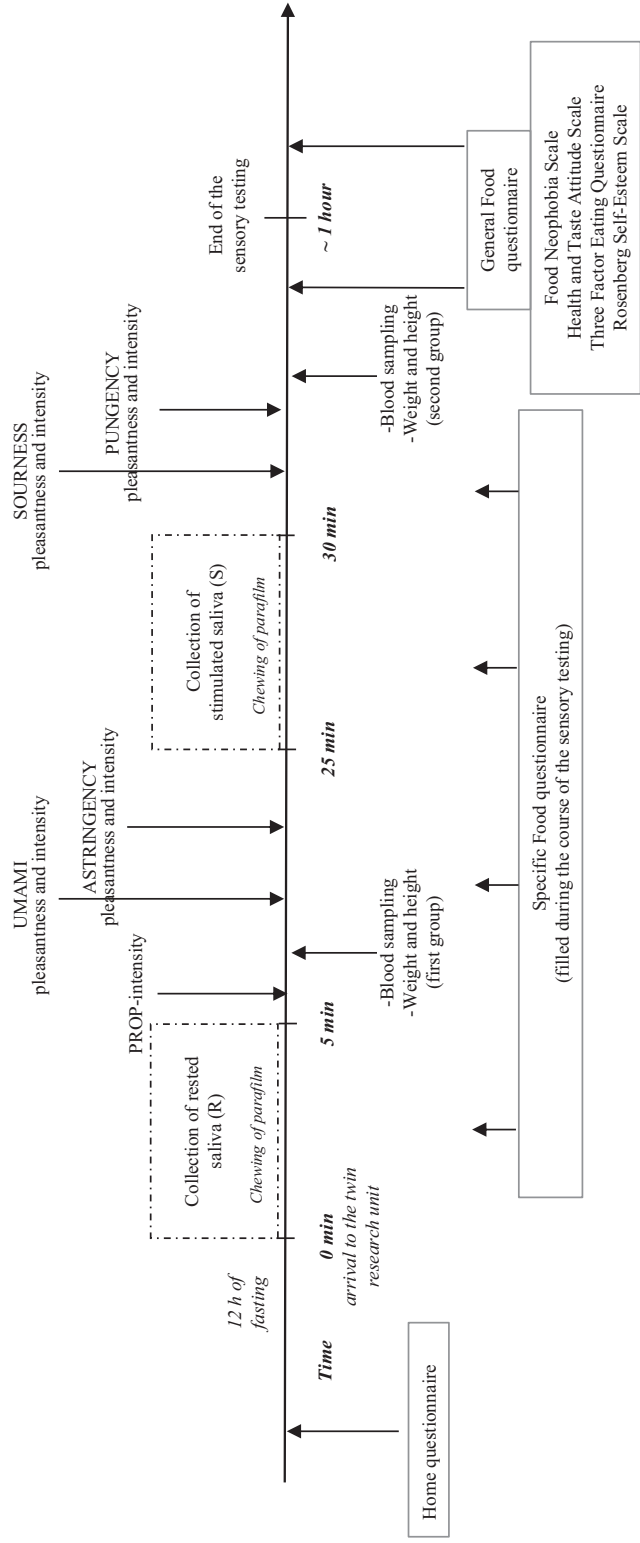 UMAMI
pleasantness and intensity
SOURNESS
pleasantness and intensity
PROP-intensity
ASTRINGENCY
pleasantness and intensity
PUNGENCY
pleasantness and intensity
End of the
sensory testing
12 h of
fasting
Collection of rested
saliva (R)
Chewing of parafilm
Collection of
stimulated saliva (S)
Chewing of parafilm
Time
0 min
arrival to the twin
research unit
5 min
25 min
30 min
~ 1 hour
-Blood sampling
-Weight and height
(first group)
-Blood sampling
-Weight and height
(second group)
Home questionnaire
General Food
questionnaire
Specific Food questionnaire
(filled during the course of the sensory testing)
Food Neophobia Scale
Health and Taste Attitude Scale
Three Factor Eating Questionnaire
Rosenberg Self-Esteem Scale